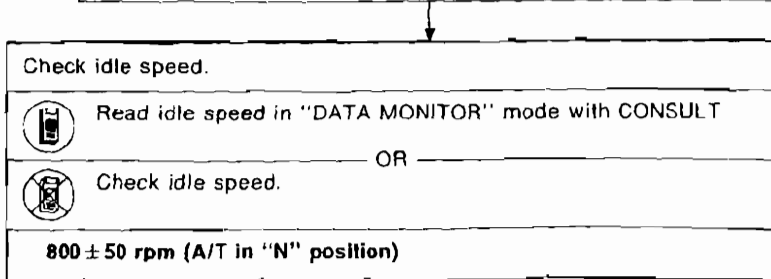 Check idle speed.
Read idle speed in "DATA MONITOR" mode with CONSULT
OR
Check idle speed.
800 ± 50 rpm (A/T in "N" position)